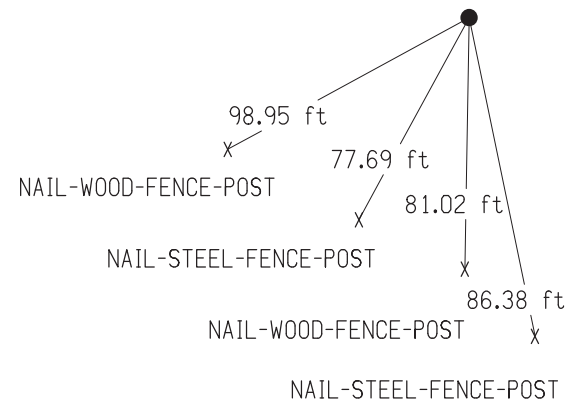 98.95 ft
NAIL-WOOD-FENCE-POST
77.69 ft
NAIL-STEEL-FENCE-POST
81.02 ft
NAIL-WOOD-FENCE-POST
86.38 ft
NAIL-STEEL-FENCE-POST